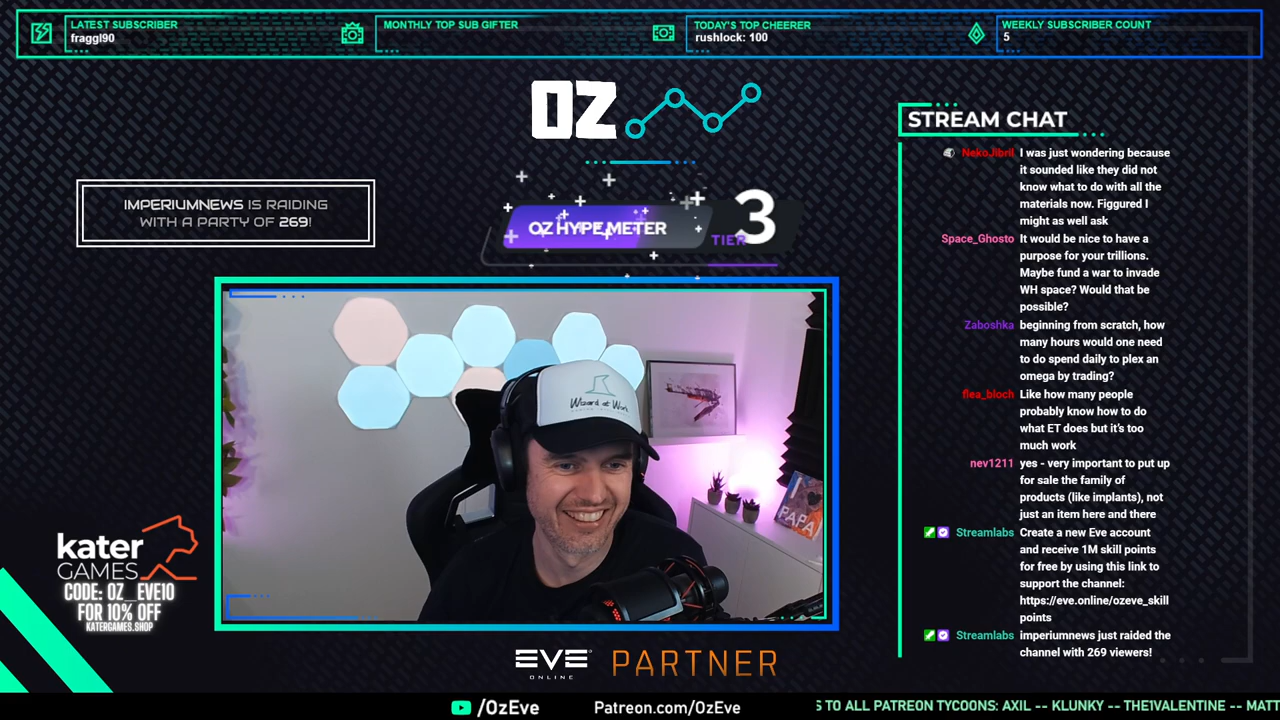 LATEST SUBSCRIBER
fraggl90
MONTHLY TOP SUB GIFTER
TODAY'S TOP CHEERER
rushlock: 100
WEEKLY SUBSCRIBER COUNT
5
OZ
IMPERIUMNEWS IS RAIDING
WITH A PARTY OF 269!
OZ HYPE METER
TIER 3
STREAM CHAT
NekoJibril I was just wondering because
it sounded like they did not
know what to do with all the
materials now. Figgured I
might as well ask
Space_Ghosto It would be nice to have a
purpose for your trillions.
Maybe fund a war to invade
WH space? Would that be
possible?
Zaboshka beginning from scratch, how
many hours would one need
to do spend daily to plex an
omega by trading?
flea_bloch Like how many people
probably know how to do
what ET does but it's too
much work
nev1211 yes - very important to put up
for sale the family of
products (like implants), not
just an item here and there
Streamlabs Create a new Eve account
and receive 1M skill points
for free by using this link to
support the channel:
https://eve.online/ozeve_skill
points
Streamlabs imperiumnews just raided the
channel with 269 viewers!
Wizard at Work
I
PAPA
kater
GAMES
CODE: OZ_EVE10
FOR 10% OFF
KATERGAMES.SHOP
EVE
ONLINE
PARTNER
/OzEve
Patreon.com/OzEve
S TO ALL PATREON TYCOONS: AXIL -- KLUNKY -- THE1VALENTINE -- MATT